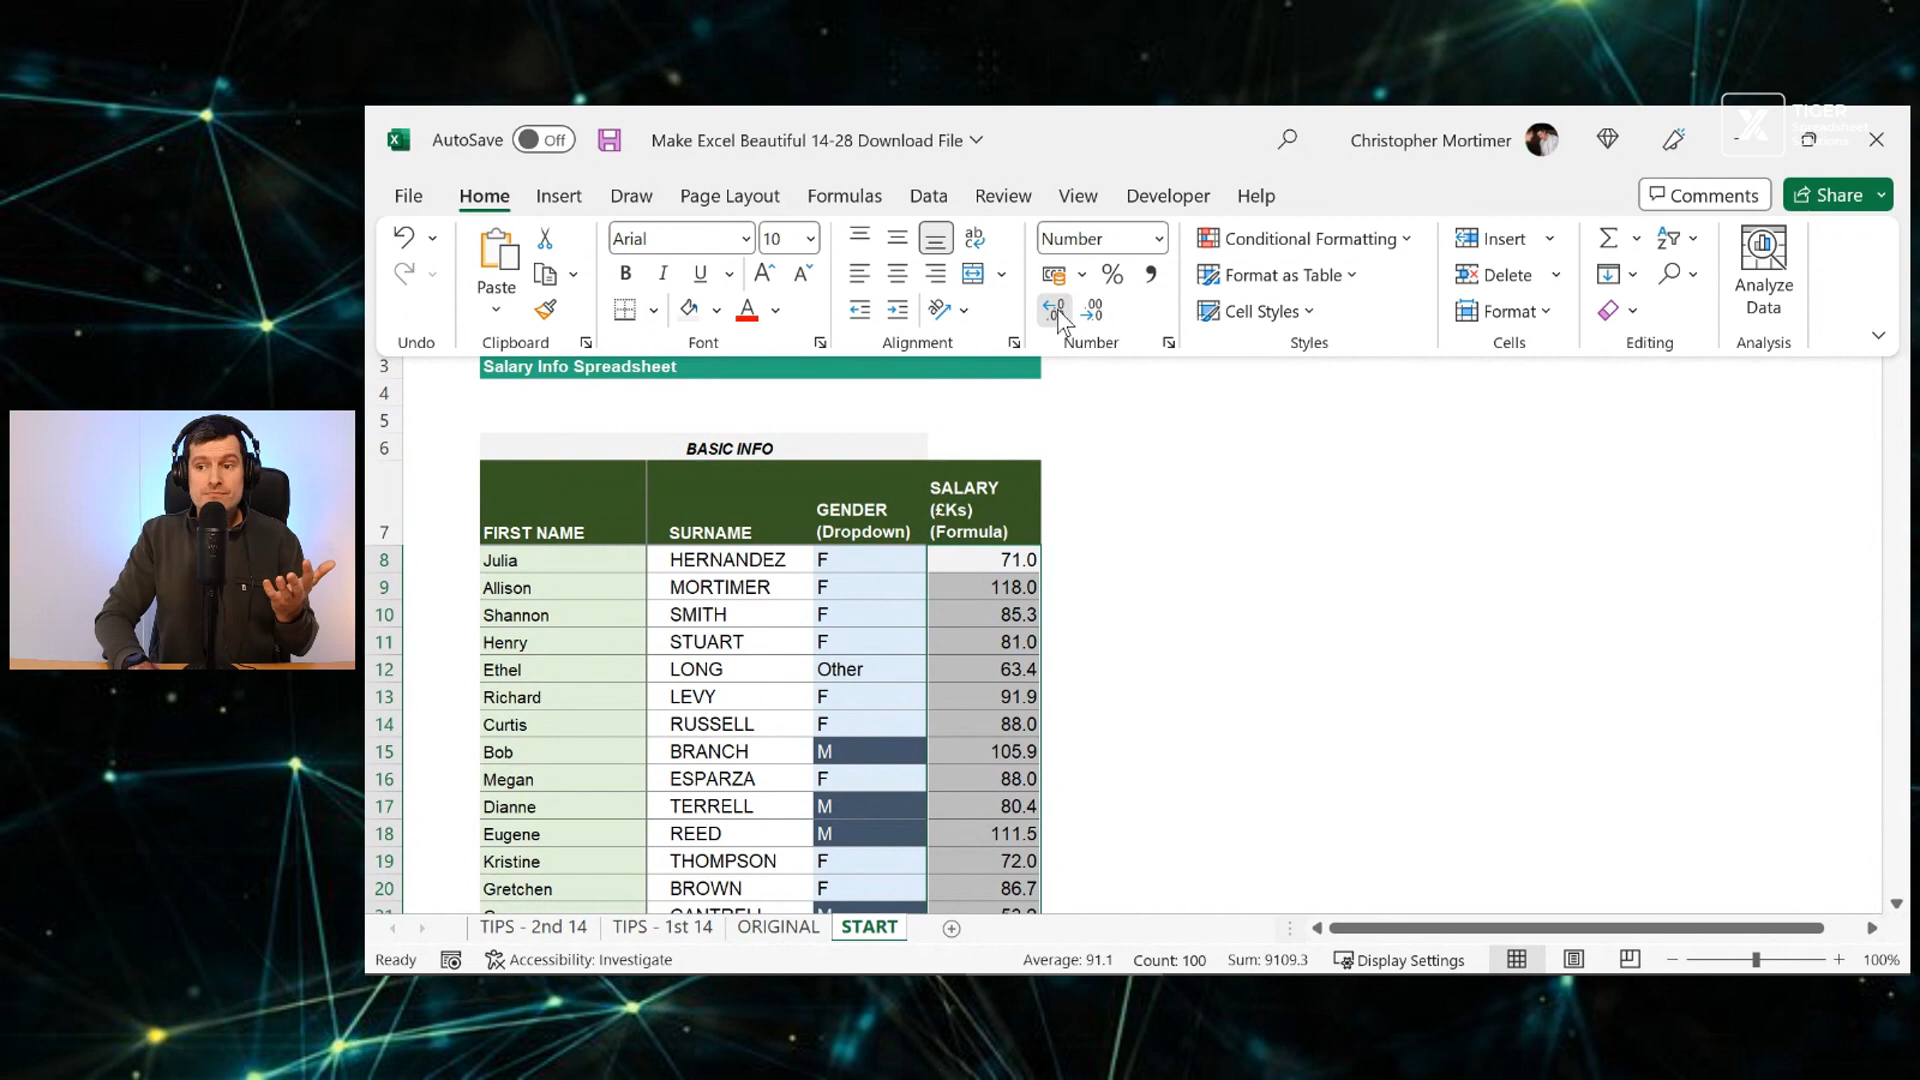 TIGER
Spreadsheet
Solutions
AutoSave Off Make Excel Beautiful 14-28 Download File Christopher Mortimer
File Home Insert Draw Page Layout Formulas Data Review View Developer Help Comments Share
Arial 10 Number Conditional Formatting Insert
Paste B I U A A % Format as Table Delete Analyze
Cell Styles Format Data
Undo Clipboard Font Alignment Number Styles Cells Editing Analysis
3 Salary Info Spreadsheet
4
5
6 BASIC INFO
7 FIRST NAME SURNAME GENDER (Dropdown) SALARY (£Ks) (Formula)
8 Julia HERNANDEZ F 71.0
9 Allison MORTIMER F 118.0
10 Shannon SMITH F 85.3
11 Henry STUART F 81.0
12 Ethel LONG Other 63.4
13 Richard LEVY F 91.9
14 Curtis RUSSELL F 88.0
15 Bob BRANCH M 105.9
16 Megan ESPARZA F 88.0
17 Dianne TERRELL M 80.4
18 Eugene REED M 111.5
19 Kristine THOMPSON F 72.0
20 Gretchen BROWN F 86.7
TIPS - 2nd 14 TIPS - 1st 14 ORIGINAL START
Ready Accessibility: Investigate Average: 91.1 Count: 100 Sum: 9109.3 Display Settings 100%